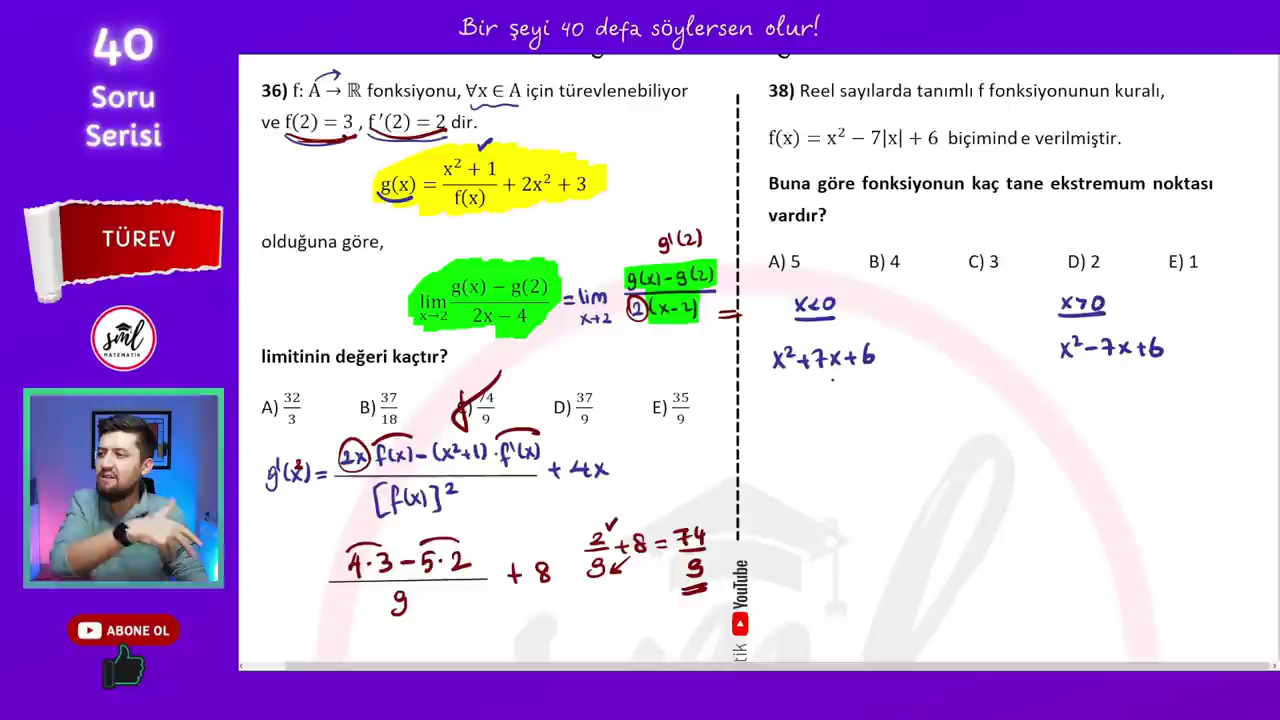 Bir şeyi 40 defa söylersen olur!
40
Soru
Serisi
TÜREV
sml
MATEMATİK
ABONE OL
36) f: A → ℝ fonksiyonu, ∀x ∈ A için türevlenebiliyor
ve f(2) = 3 , f′(2) = 2 dir.
g(x) = (x² + 1)/f(x) + 2x² + 3
olduğuna göre,
g'(2)
lim x→2 (g(x) − g(2))/(2x − 4) = lim x→2 (g(x) − g(2))/(2(x−2)) =
limitinin değeri kaçtır?
A) 32/3 B) 37/18 74/9 D) 37/9 E) 35/9
= (2x f(x) − (x²+1) · f'(x))/[f(x)]² + 4x
(4·3 − 5·2)/9 + 8
2/9 + 8 = 74/9
YouTube
tik
38) Reel sayılarda tanımlı f fonksiyonunun kuralı,
f(x) = x² − 7|x| + 6 biçimind e verilmiştir.
Buna göre fonksiyonun kaç tane ekstremum noktası
vardır?
A) 5 B) 4 C) 3 D) 2 E) 1
x<0 x>0
x²+7x+6 x²−7x+6